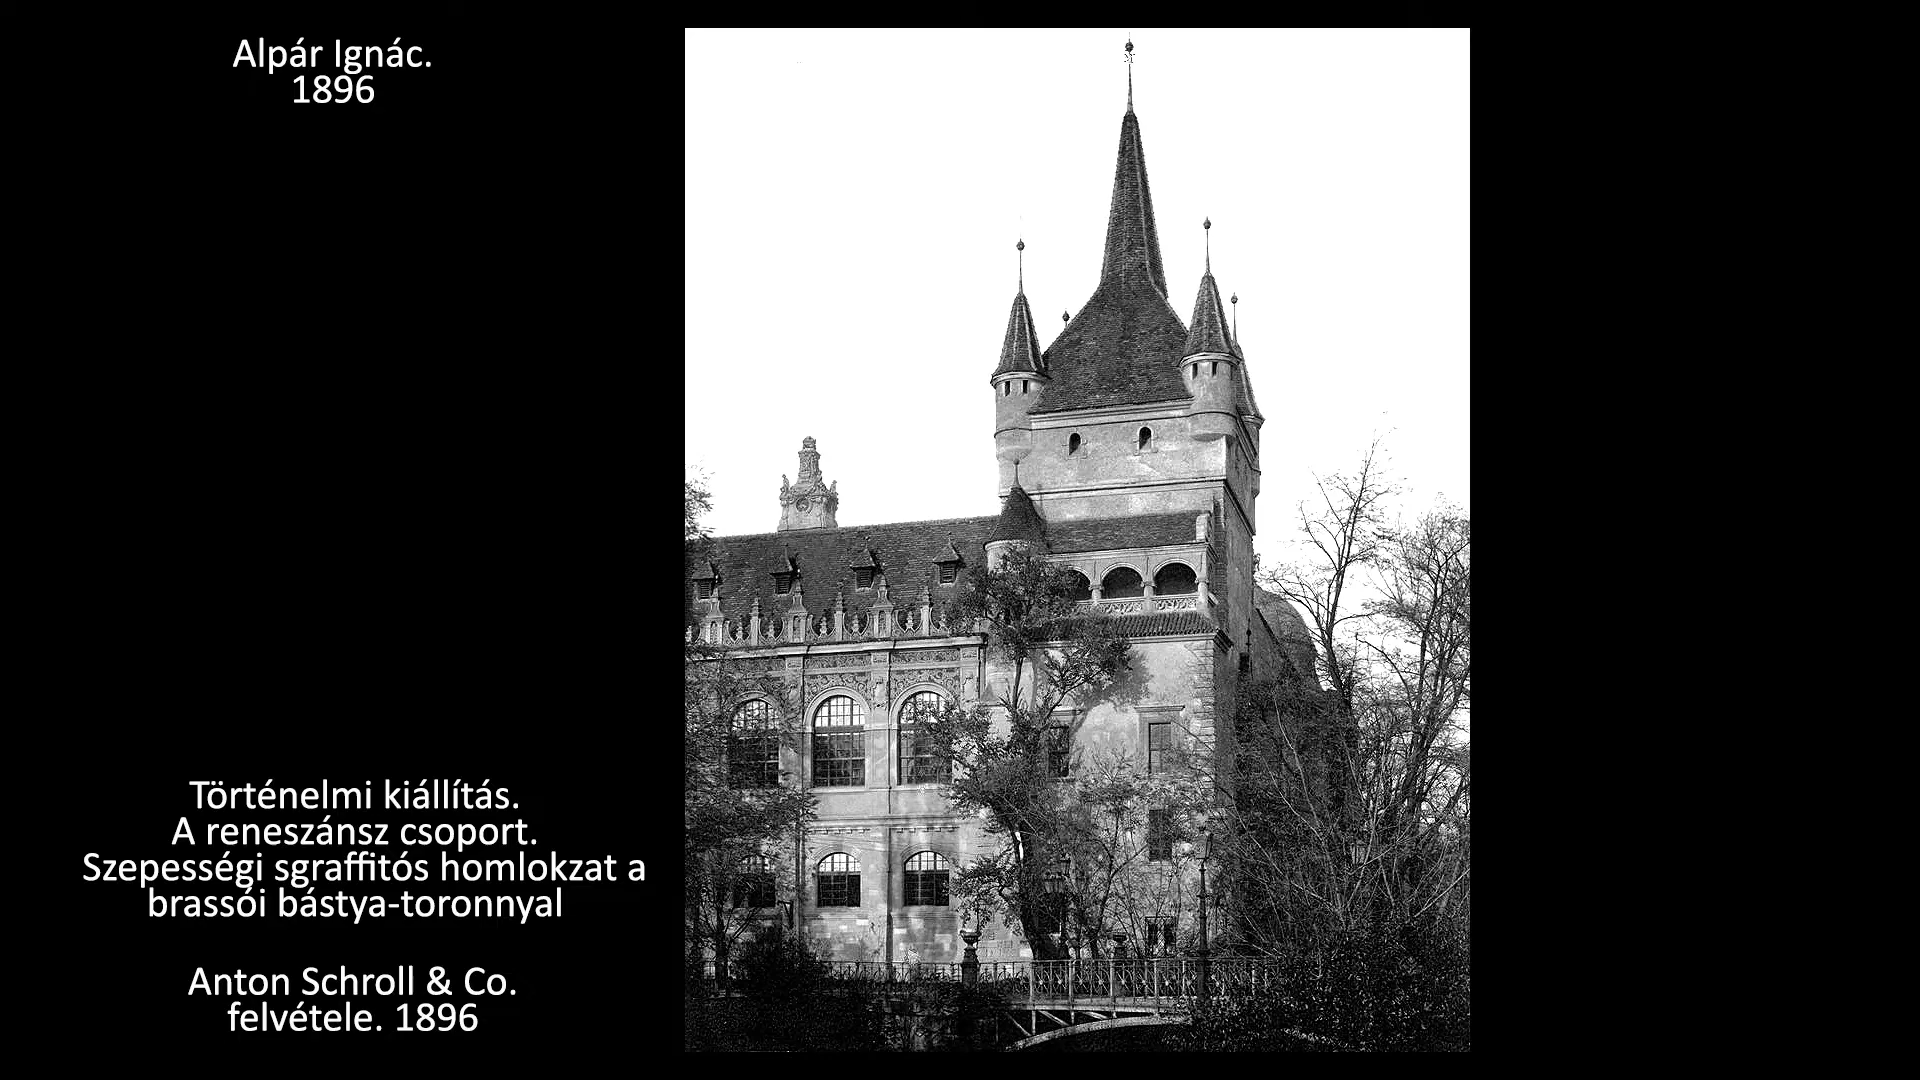 Alpár Ignác.
1896
Történelmi kiállítás.
A reneszánsz csoport.
Szepességi sgraffitós homlokzat a
brassói bástya-toronnyal
Anton Schroll & Co.
felvétele. 1896